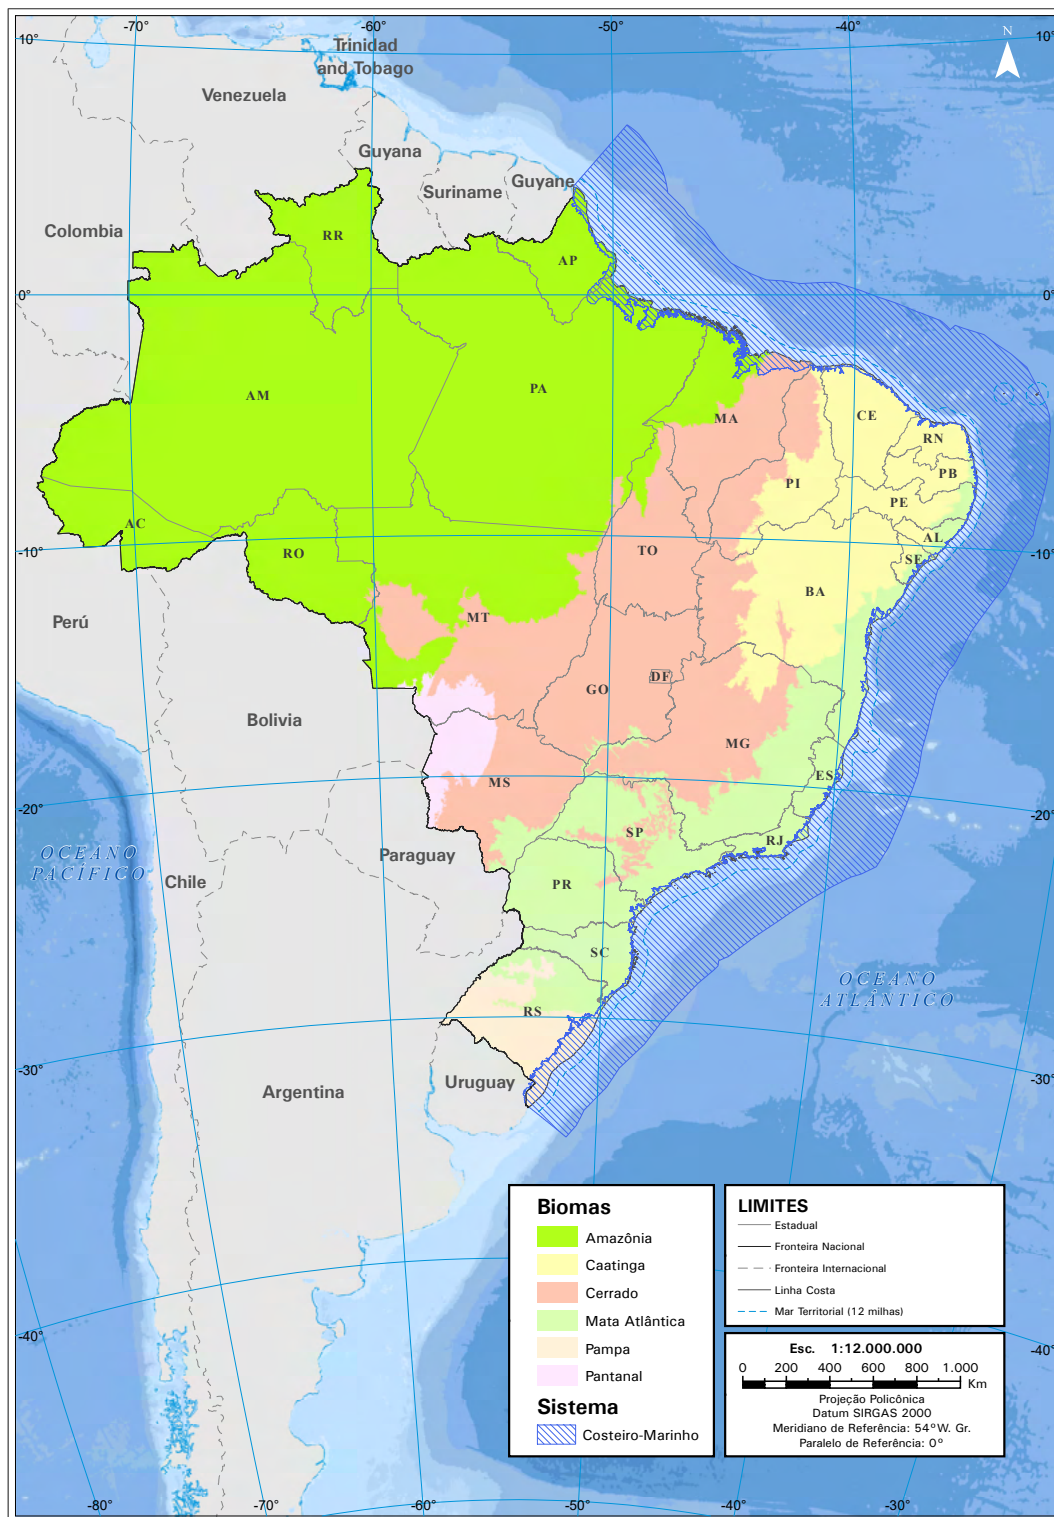 -70°
-60°
-50°
-40°
10°
10°
N
Trinidad
and Tobago
Venezuela
Guyana
Suriname
Guyane
Colombia
RR
AP
0°
0°
AM
PA
MA
CE
RN
PB
PI
PE
AL
SE
AC
RO
TO
BA
-10°
-10°
Perú
MT
GO
DF
Bolivia
MG
MS
ES
-20°
-20°
SP
RJ
OCEANO
PACÍFICO
Paraguay
Chile
PR
SC
OCEANO
ATLÂNTICO
RS
-30°
-30°
Uruguay
Argentina
Biomas
Amazônia
Caatinga
Cerrado
Mata Atlântica
Pampa
Pantanal
Sistema
Costeiro-Marinho
LIMITES
Estadual
Fronteira Nacional
Fronteira Internacional
Linha Costa
Mar Territorial (12 milhas)
Esc. 1:12.000.000
0 200 400 600 800 1.000
Km
Projeção Policônica
Datum SIRGAS 2000
Meridiano de Referência: 54°W. Gr.
Paralelo de Referência: 0°
-40°
-40°
-80°
-70°
-60°
-50°
-40°
-30°